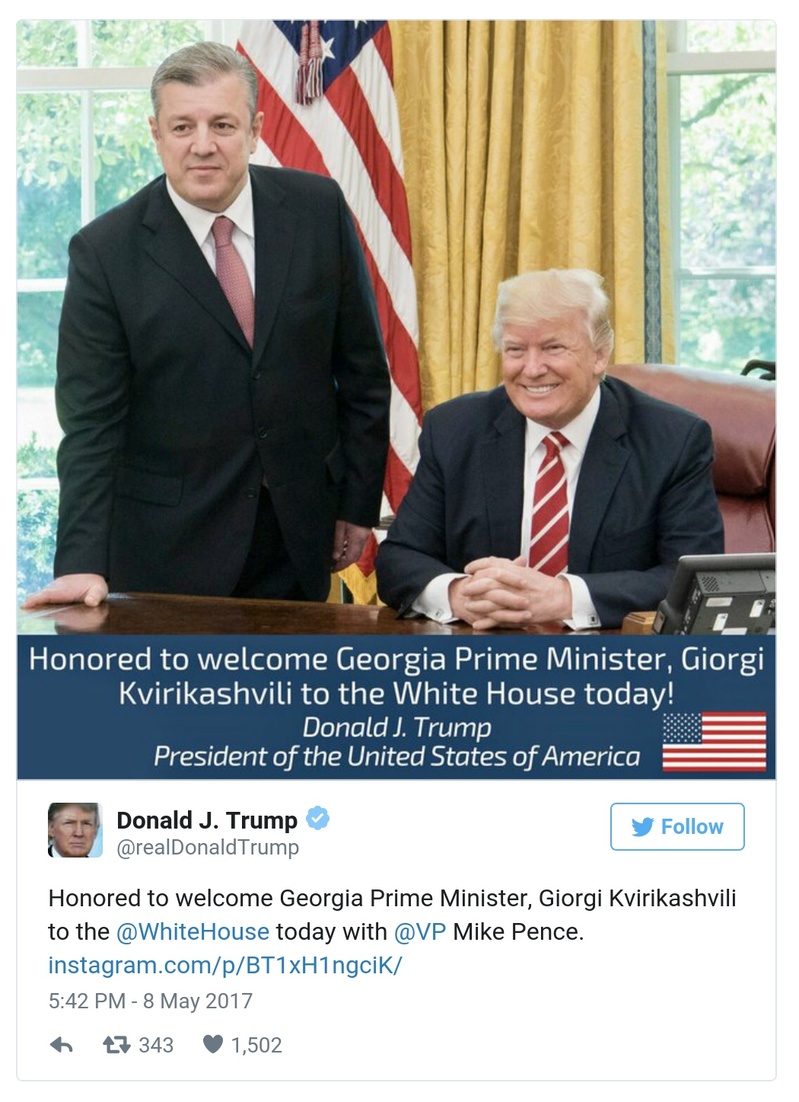 Honored to welcome Georgia Prime Minister, Giorgi
Kvirikashvili to the White House today!
Donald J. Trump
President of the United States of America
Donald J. Trump
@realDonaldTrump
Follow
Honored to welcome Georgia Prime Minister, Giorgi Kvirikashvili
to the @WhiteHouse today with @VP Mike Pence.
instagram.com/p/BT1xH1ngciK/
5:42 PM - 8 May 2017
343 1,502